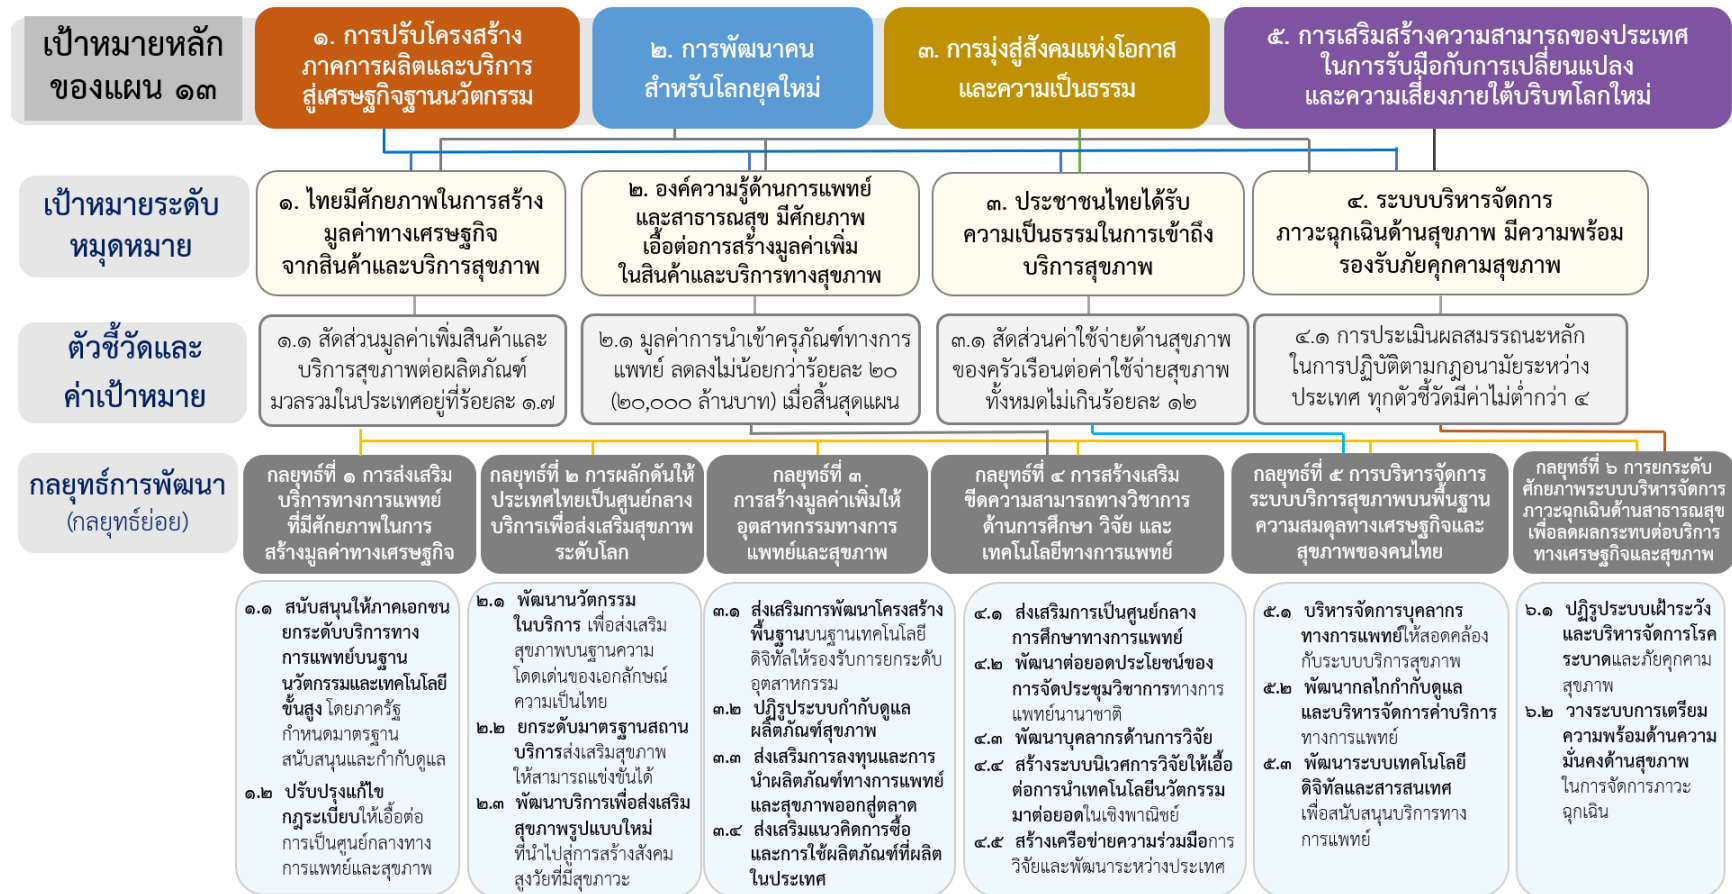 เป้าหมายหลัก
ของแผน ๑๓
๑. การปรับโครงสร้าง
ภาคการผลิตและบริการ
สู่เศรษฐกิจฐานนวัตกรรม
๒. การพัฒนาคน
สำหรับโลกยุคใหม่
๓. การมุ่งสู่สังคมแห่งโอกาส
และความเป็นธรรม
๕. การเสริมสร้างความสามารถของประเทศ
ในการรับมือกับการเปลี่ยนแปลง
และความเสี่ยงภายใต้บริบทโลกใหม่
เป้าหมายระดับ
หมุดหมาย
๑. ไทยมีศักยภาพในการสร้าง
มูลค่าทางเศรษฐกิจ
จากสินค้าและบริการสุขภาพ
๒. องค์ความรู้ด้านการแพทย์
และสาธารณสุข มีศักยภาพ
เอื้อต่อการสร้างมูลค่าเพิ่ม
ในสินค้าและบริการทางสุขภาพ
๓. ประชาชนไทยได้รับ
ความเป็นธรรมในการเข้าถึง
บริการสุขภาพ
๔. ระบบบริหารจัดการ
ภาวะฉุกเฉินด้านสุขภาพ มีความพร้อม
รองรับภัยคุกคามสุขภาพ
ตัวชี้วัดและ
ค่าเป้าหมาย
๑.๑ สัดส่วนมูลค่าเพิ่มสินค้าและ
บริการสุขภาพต่อผลิตภัณฑ์
มวลรวมในประเทศอยู่ที่ร้อยละ ๑.๗
๒.๑ มูลค่าการนำเข้าครุภัณฑ์ทางการ
แพทย์ ลดลงไม่น้อยกว่าร้อยละ ๒๐
(๒๐,๐๐๐ ล้านบาท) เมื่อสิ้นสุดแผน
๓.๑ สัดส่วนค่าใช้จ่ายด้านสุขภาพ
ของครัวเรือนต่อค่าใช้จ่ายสุขภาพ
ทั้งหมดไม่เกินร้อยละ ๑๒
๔.๑ การประเมินผลสมรรถนะหลัก
ในการปฏิบัติตามกฎอนามัยระหว่าง
ประเทศ ทุกตัวชี้วัดมีค่าไม่ต่ำกว่า ๔
กลยุทธ์การพัฒนา
(กลยุทธ์ย่อย)
กลยุทธ์ที่ ๑ การส่งเสริม
บริการทางการแพทย์
ที่มีศักยภาพในการ
สร้างมูลค่าทางเศรษฐกิจ
กลยุทธ์ที่ ๒ การผลักดันให้
ประเทศไทยเป็นศูนย์กลาง
บริการเพื่อส่งเสริมสุขภาพ
ระดับโลก
กลยุทธ์ที่ ๓
การสร้างมูลค่าเพิ่มให้
อุตสาหกรรมทางการ
แพทย์และสุขภาพ
กลยุทธ์ที่ ๔ การสร้างเสริม
ขีดความสามารถทางวิชาการ
ด้านการศึกษา วิจัย และ
เทคโนโลยีทางการแพทย์
กลยุทธ์ที่ ๕ การบริหารจัดการ
ระบบบริการสุขภาพบนพื้นฐาน
ความสมดุลทางเศรษฐกิจและ
สุขภาพของคนไทย
กลยุทธ์ที่ ๖ การยกระดับ
ศักยภาพระบบบริหารจัดการ
ภาวะฉุกเฉินด้านสาธารณสุข
เพื่อลดผลกระทบต่อบริการ
ทางเศรษฐกิจและสุขภาพ
๑.๑ สนับสนุนให้ภาคเอกชน
ยกระดับบริการทาง
การแพทย์บนฐาน
นวัตกรรมและเทคโนโลยี
ขั้นสูง โดยภาครัฐ
กำหนดมาตรฐาน
สนับสนุนและกำกับดูแล
๑.๒ ปรับปรุงแก้ไข
กฎระเบียบให้เอื้อต่อ
การเป็นศูนย์กลางทาง
การแพทย์และสุขภาพ
๒.๑ พัฒนานวัตกรรม
ในบริการ เพื่อส่งเสริม
สุขภาพบนฐานความ
โดดเด่นของเอกลักษณ์
ความเป็นไทย
๒.๒ ยกระดับมาตรฐานสถาน
บริการส่งเสริมสุขภาพ
ให้สามารถแข่งขันได้
๒.๓ พัฒนาบริการเพื่อส่งเสริม
สุขภาพรูปแบบใหม่
ที่นำไปสู่การสร้างสังคม
สูงวัยที่มีสุขภาวะ
๓.๑ ส่งเสริมการพัฒนาโครงสร้าง
พื้นฐานบนฐานเทคโนโลยี
ดิจิทัลให้รองรับการยกระดับ
อุตสาหกรรม
๓.๒ ปฏิรูประบบกำกับดูแล
ผลิตภัณฑ์สุขภาพ
๓.๓ ส่งเสริมการลงทุนและการ
นำผลิตภัณฑ์ทางการแพทย์
และสุขภาพออกสู่ตลาด
๓.๔ ส่งเสริมแนวคิดการซื้อ
และการใช้ผลิตภัณฑ์ที่ผลิต
ในประเทศ
๔.๑ ส่งเสริมการเป็นศูนย์กลาง
การศึกษาทางการแพทย์
๔.๒ พัฒนาต่อยอดประโยชน์ของ
การจัดประชุมวิชาการทางการ
แพทย์นานาชาติ
๔.๓ พัฒนาบุคลากรด้านการวิจัย
๔.๔ สร้างระบบนิเวศการวิจัยให้เอื้อ
ต่อการนำเทคโนโลยีนวัตกรรม
มาต่อยอดในเชิงพาณิชย์
๔.๕ สร้างเครือข่ายความร่วมมือการ
วิจัยและพัฒนาระหว่างประเทศ
๕.๑ บริหารจัดการบุคลากร
ทางการแพทย์ให้สอดคล้อง
กับระบบบริการสุขภาพ
๕.๒ พัฒนากลไกกำกับดูแล
และบริหารจัดการค่าบริการ
ทางการแพทย์
๕.๓ พัฒนาระบบเทคโนโลยี
ดิจิทัลและสารสนเทศ
เพื่อสนับสนุนบริการทาง
การแพทย์
๖.๑ ปฏิรูประบบเฝ้าระวัง
และบริหารจัดการโรค
ระบาดและภัยคุกคาม
สุขภาพ
๖.๒ วางระบบการเตรียม
ความพร้อมด้านความ
มั่นคงด้านสุขภาพ
ในการจัดการภาวะ
ฉุกเฉิน